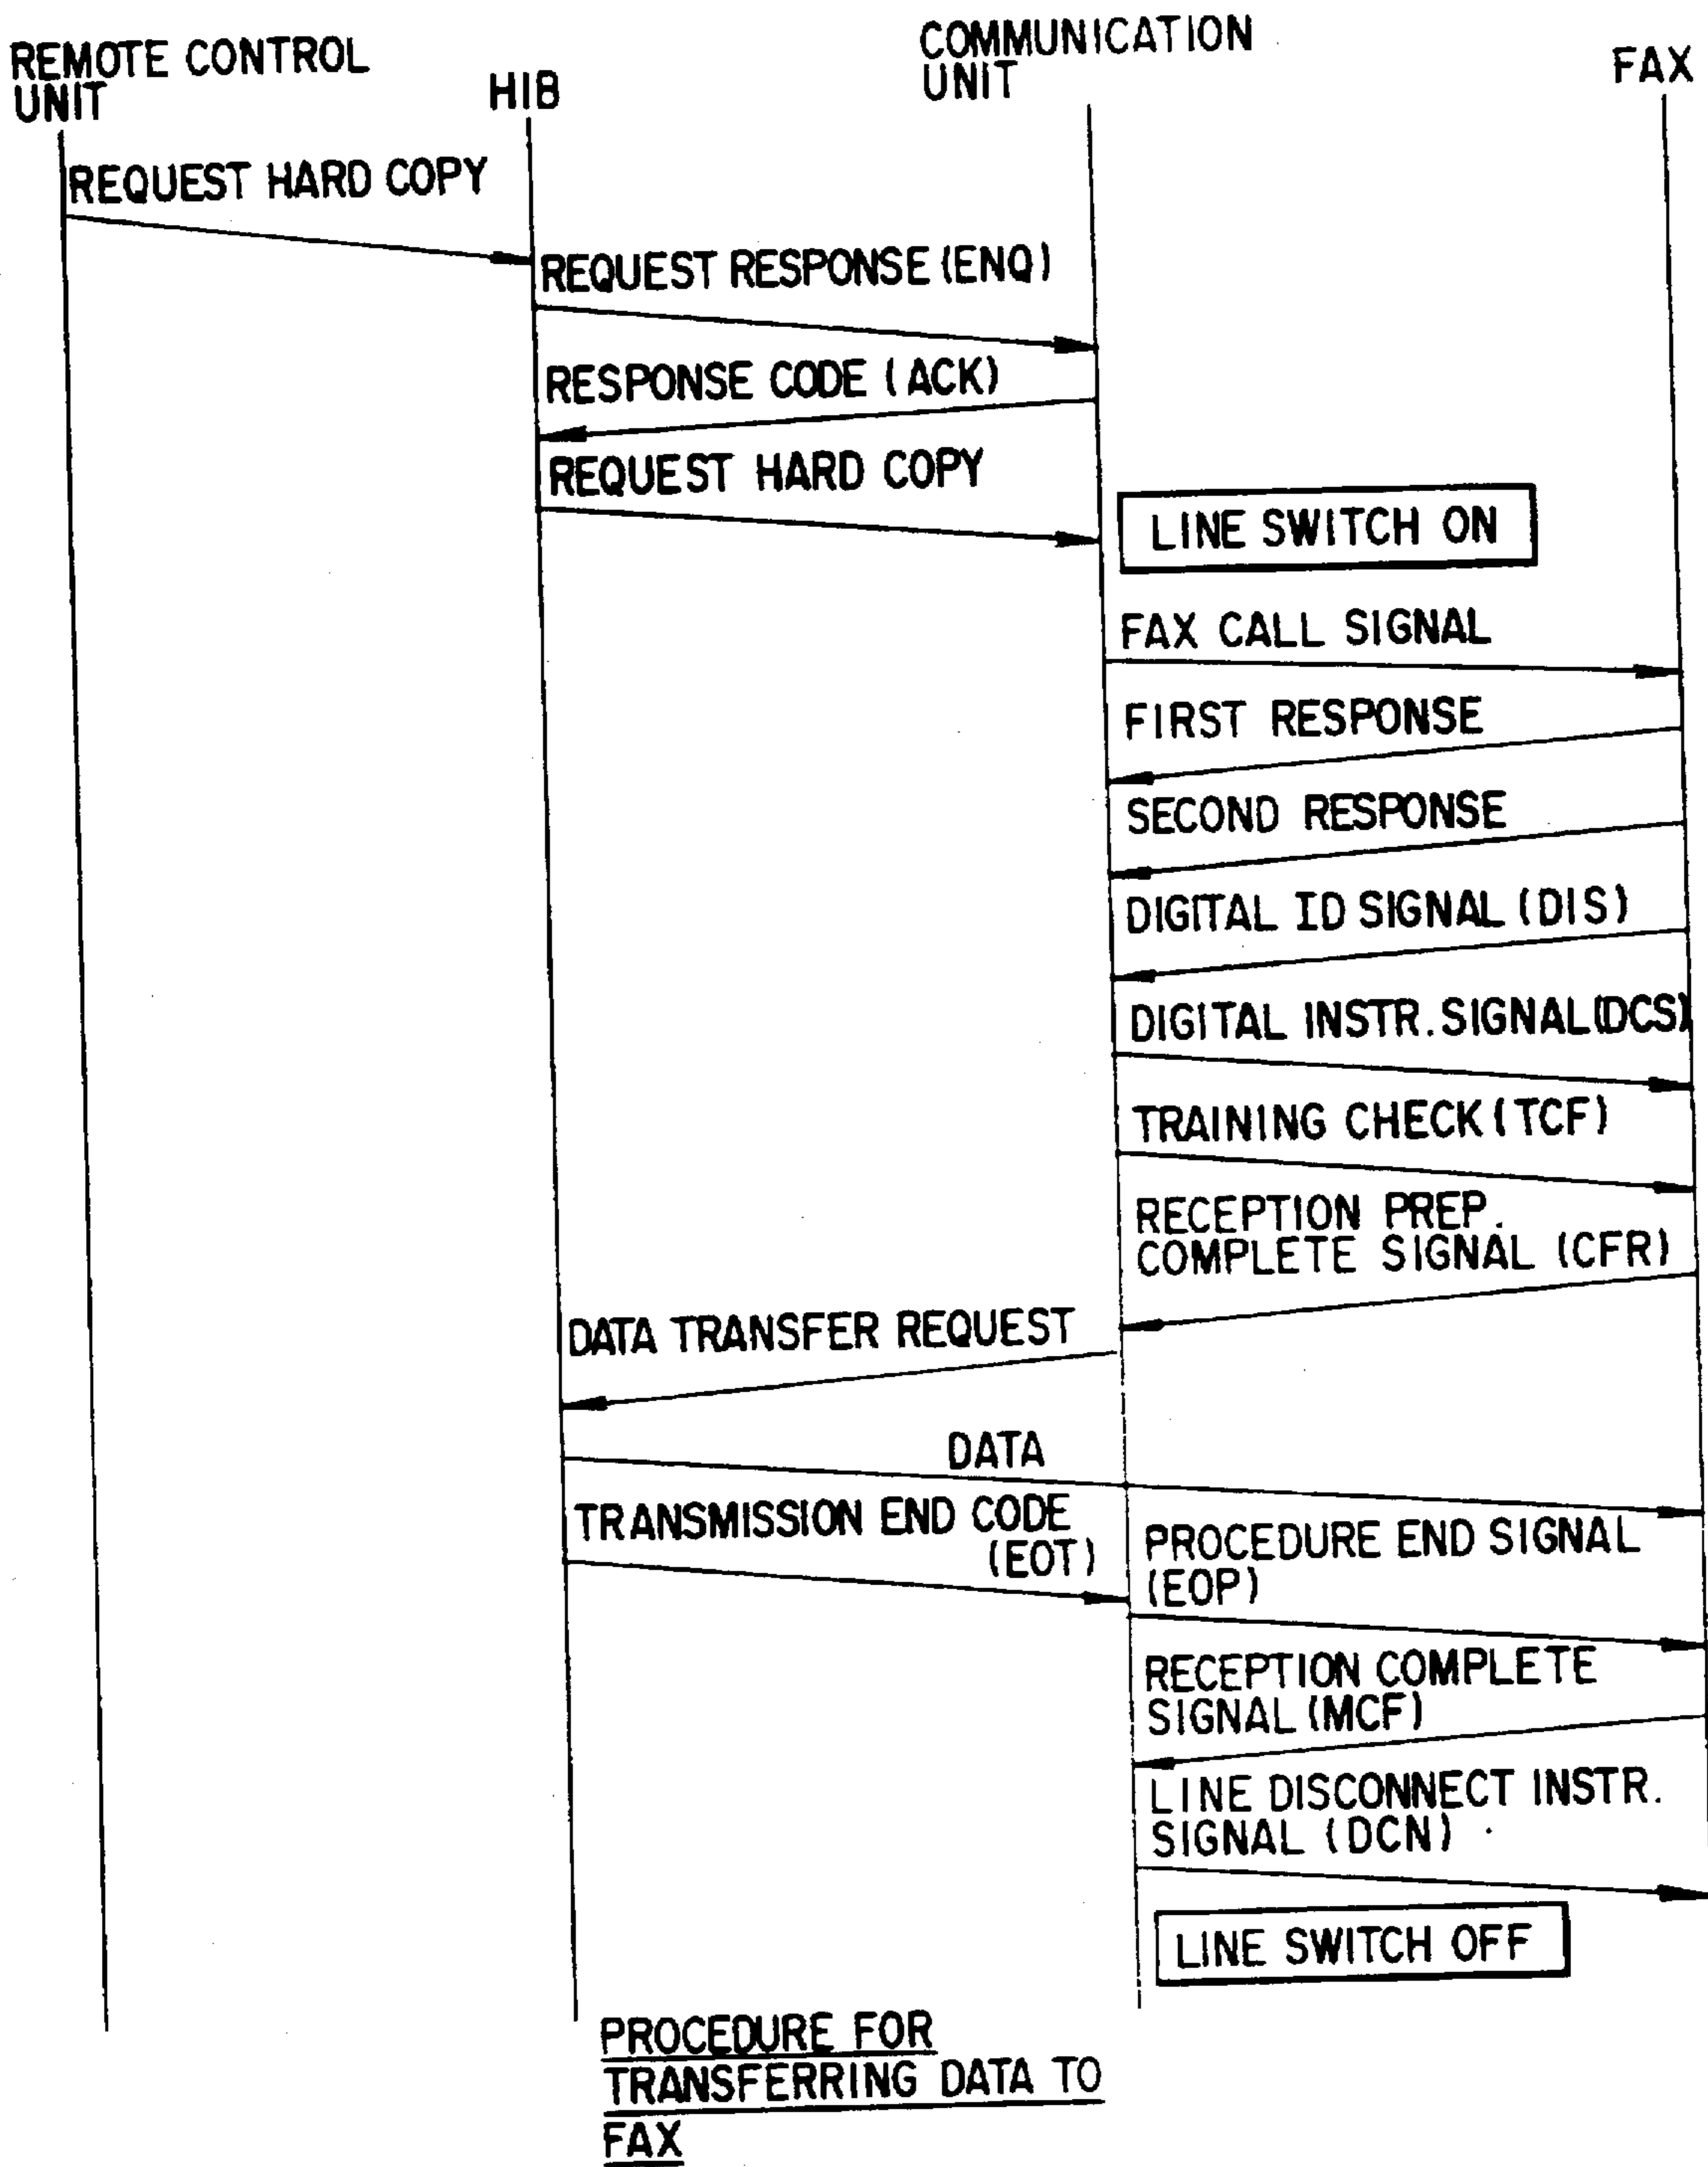 REMOTE CONTROL
UNIT
HIB
COMMUNICATION
UNIT
FAX
REQUEST HARD COPY
REQUEST RESPONSE (ENQ)
RESPONSE CODE (ACK)
REQUEST HARD COPY
LINE SWITCH ON
FAX CALL SIGNAL
FIRST RESPONSE
SECOND RESPONSE
DIGITAL ID SIGNAL (DIS)
DIGITAL INSTR. SIGNAL (DCS)
TRAINING CHECK (TCF)
RECEPTION PREP.
COMPLETE SIGNAL (CFR)
DATA TRANSFER REQUEST
DATA
TRANSMISSION END CODE
(EOT)
PROCEDURE END SIGNAL
(EOP)
RECEPTION COMPLETE
SIGNAL (MCF)
LINE DISCONNECT INSTR.
SIGNAL (DCN)
LINE SWITCH OFF
PROCEDURE FOR
TRANSFERRING DATA TO
FAX